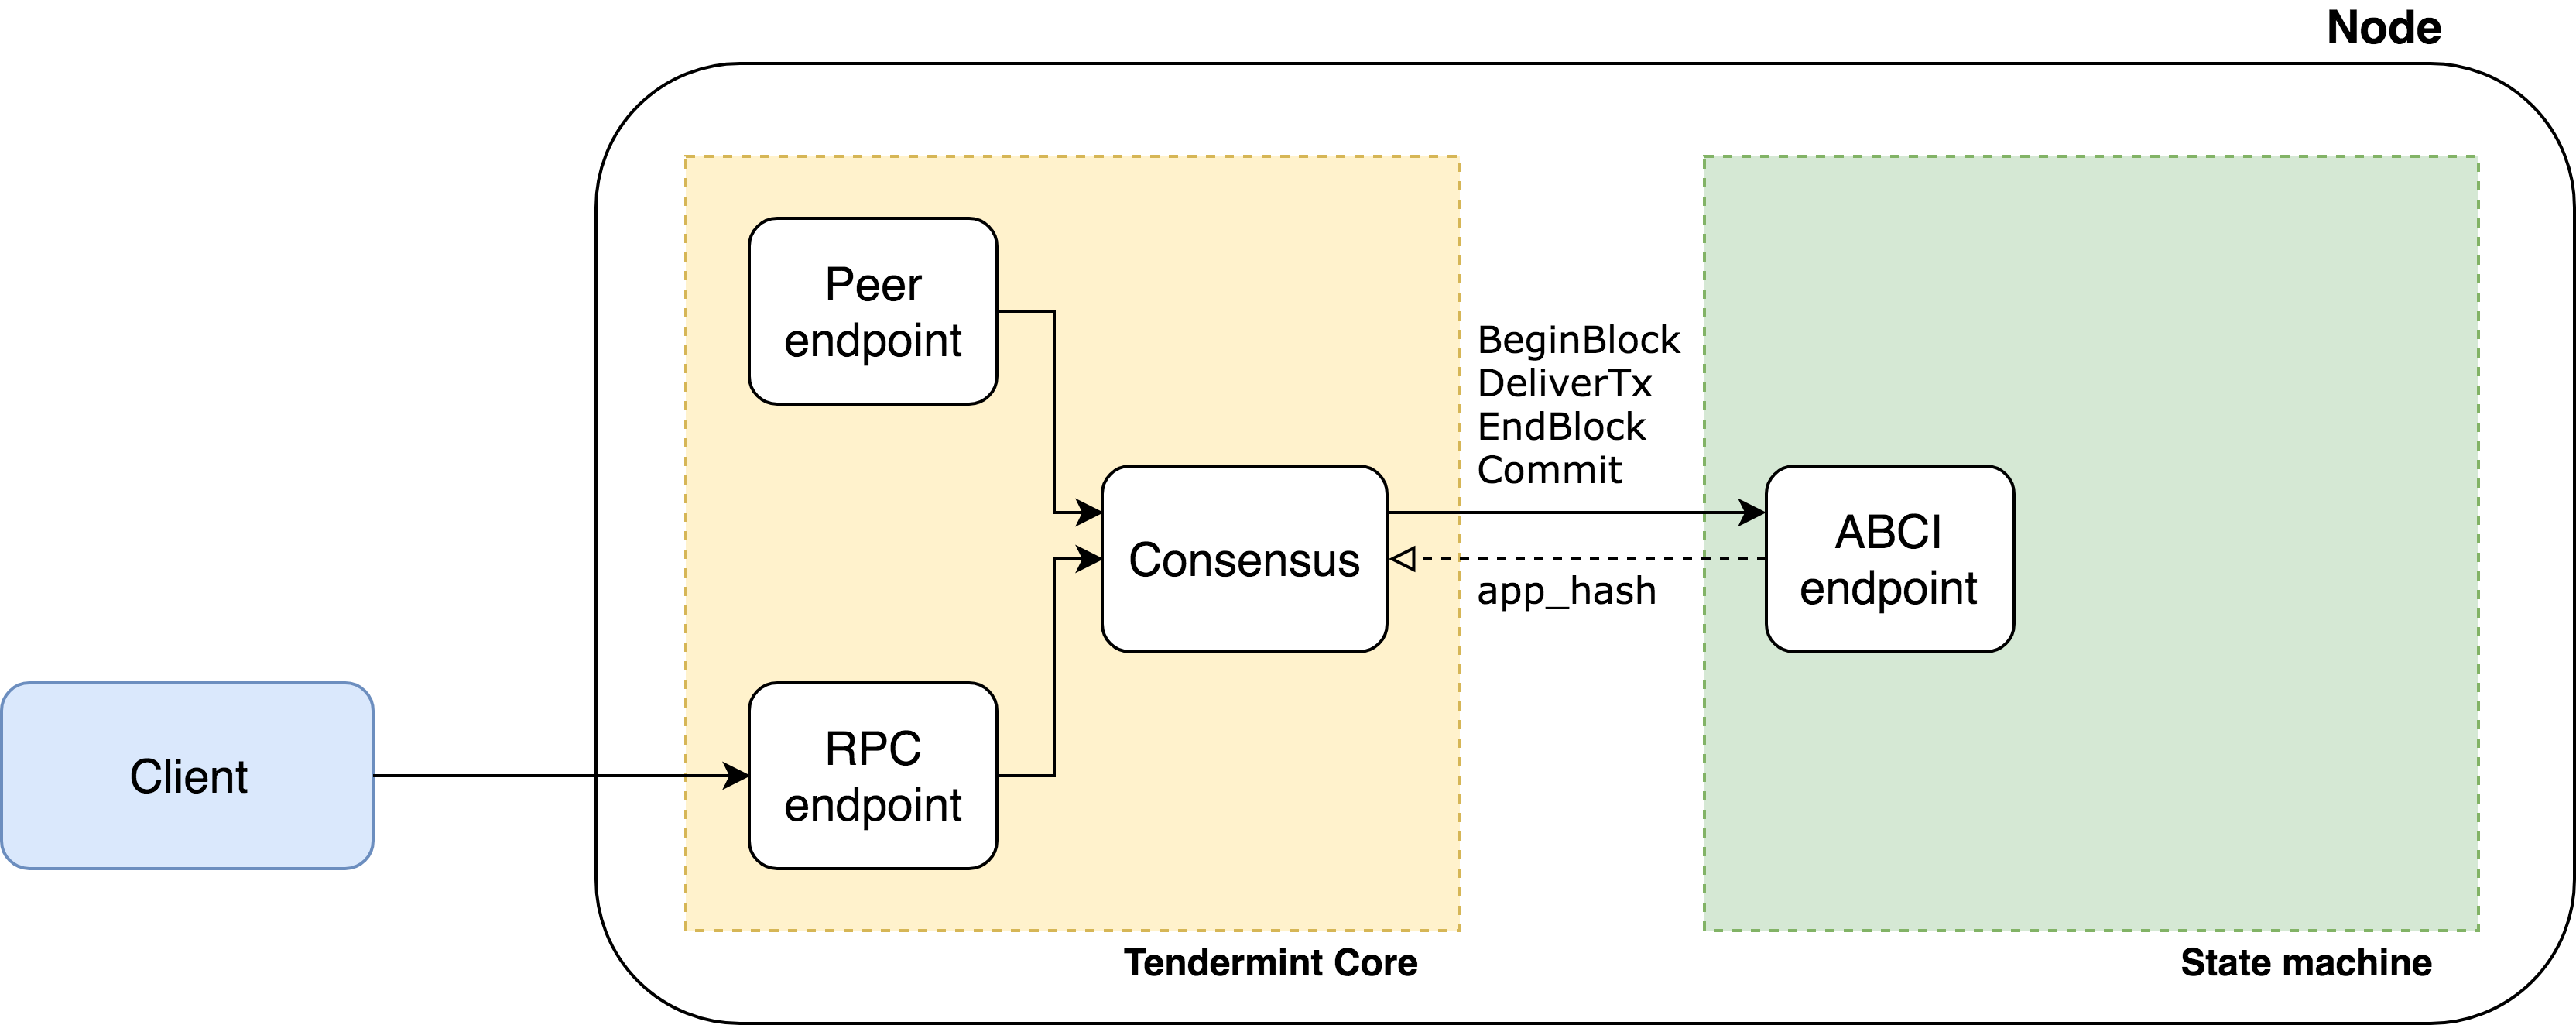 Node
Peer
endpoint
BeginBlock
DeliverTx
EndBlock
Commit
Consensus
ABCI
endpoint
app_hash
Client
RPC
endpoint
Tendermint Core
State machine